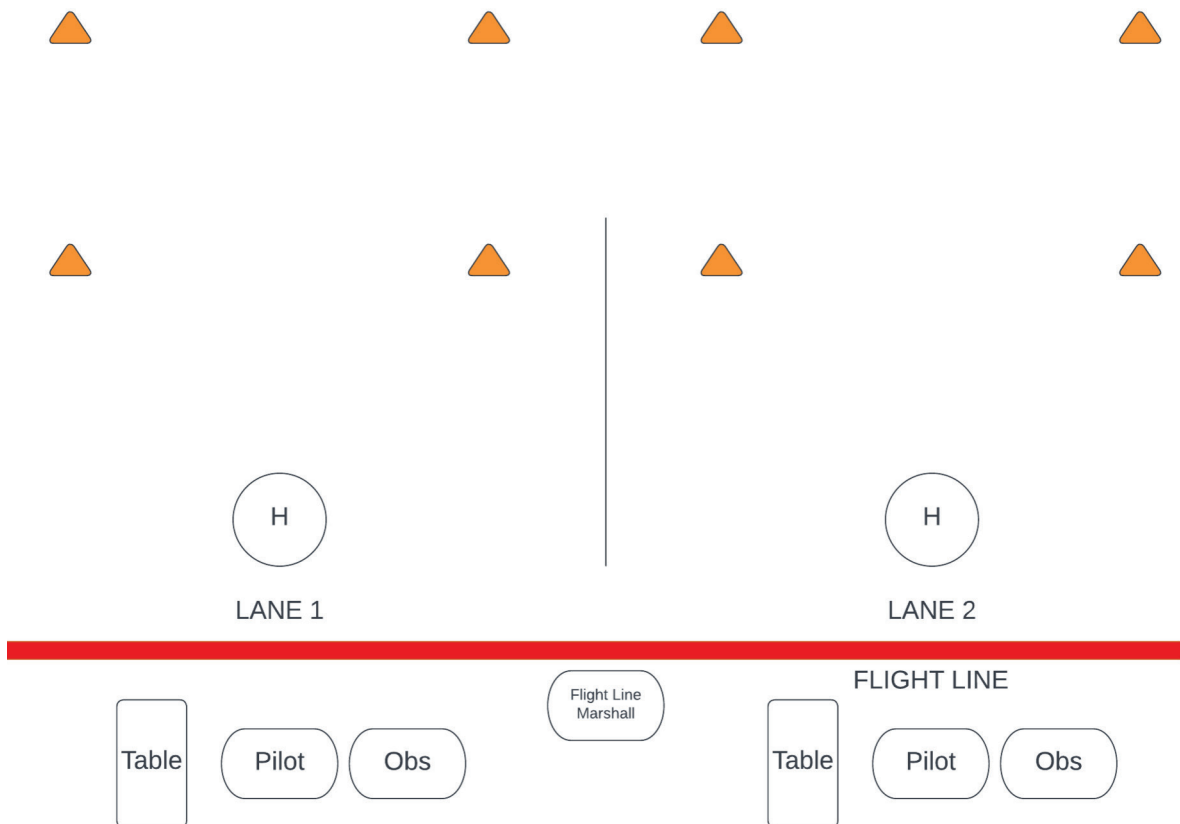 H
H
LANE 1
LANE 2
FLIGHT LINE
Flight Line
Marshall
Table
Pilot
Obs
Table
Pilot
Obs